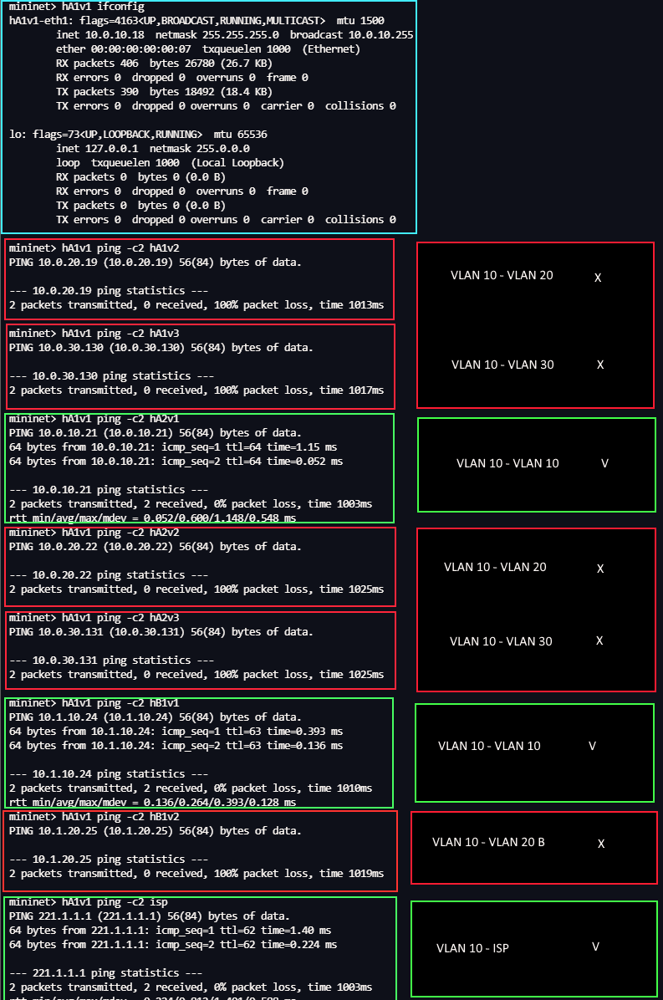 mininet> hA1v1 ifconfig
hA1v1-eth1: flags=4163<UP,BROADCAST,RUNNING,MULTICAST>  mtu 1500
inet 10.0.10.18  netmask 255.255.255.0  broadcast 10.0.10.255
ether 00:00:00:00:00:07  txqueuelen 1000  (Ethernet)
RX packets 406  bytes 26780 (26.7 KB)
RX errors 0  dropped 0  overruns 0  frame 0
TX packets 390  bytes 18492 (18.4 KB)
TX errors 0  dropped 0 overruns 0  carrier 0  collisions 0
lo: flags=73<UP,LOOPBACK,RUNNING>  mtu 65536
inet 127.0.0.1  netmask 255.0.0.0
loop  txqueuelen 1000  (Local Loopback)
RX packets 0  bytes 0 (0.0 B)
RX errors 0  dropped 0  overruns 0  frame 0
TX packets 0  bytes 0 (0.0 B)
TX errors 0  dropped 0 overruns 0  carrier 0  collisions 0
mininet> hA1v1 ping -c2 hA1v2
PING 10.0.20.19 (10.0.20.19) 56(84) bytes of data.
--- 10.0.20.19 ping statistics ---
2 packets transmitted, 0 received, 100% packet loss, time 1013ms
VLAN 10 - VLAN 20 X
mininet> hA1v1 ping -c2 hA1v3
PING 10.0.30.130 (10.0.30.130) 56(84) bytes of data.
--- 10.0.30.130 ping statistics ---
2 packets transmitted, 0 received, 100% packet loss, time 1017ms
VLAN 10 - VLAN 30 X
mininet> hA1v1 ping -c2 hA2v1
PING 10.0.10.21 (10.0.10.21) 56(84) bytes of data.
64 bytes from 10.0.10.21: icmp_seq=1 ttl=64 time=1.15 ms
64 bytes from 10.0.10.21: icmp_seq=2 ttl=64 time=0.052 ms
--- 10.0.10.21 ping statistics ---
2 packets transmitted, 2 received, 0% packet loss, time 1003ms
rtt min/avg/max/mdev = 0.052/0.600/1.148/0.548 ms
VLAN 10 - VLAN 10 V
mininet> hA1v1 ping -c2 hA2v2
PING 10.0.20.22 (10.0.20.22) 56(84) bytes of data.
--- 10.0.20.22 ping statistics ---
2 packets transmitted, 0 received, 100% packet loss, time 1025ms
VLAN 10 - VLAN 20 X
mininet> hA1v1 ping -c2 hA2v3
PING 10.0.30.131 (10.0.30.131) 56(84) bytes of data.
--- 10.0.30.131 ping statistics ---
2 packets transmitted, 0 received, 100% packet loss, time 1025ms
VLAN 10 - VLAN 30 X
mininet> hA1v1 ping -c2 hB1v1
PING 10.1.10.24 (10.1.10.24) 56(84) bytes of data.
64 bytes from 10.1.10.24: icmp_seq=1 ttl=63 time=0.393 ms
64 bytes from 10.1.10.24: icmp_seq=2 ttl=63 time=0.136 ms
--- 10.1.10.24 ping statistics ---
2 packets transmitted, 2 received, 0% packet loss, time 1010ms
rtt min/avg/max/mdev = 0.136/0.264/0.393/0.128 ms
VLAN 10 - VLAN 10 V
mininet> hA1v1 ping -c2 hB1v2
PING 10.1.20.25 (10.1.20.25) 56(84) bytes of data.
--- 10.1.20.25 ping statistics ---
2 packets transmitted, 0 received, 100% packet loss, time 1019ms
VLAN 10 - VLAN 20 B X
mininet> hA1v1 ping -c2 isp
PING 221.1.1.1 (221.1.1.1) 56(84) bytes of data.
64 bytes from 221.1.1.1: icmp_seq=1 ttl=62 time=1.40 ms
64 bytes from 221.1.1.1: icmp_seq=2 ttl=62 time=0.224 ms
--- 221.1.1.1 ping statistics ---
2 packets transmitted, 2 received, 0% packet loss, time 1003ms
VLAN 10 - ISP V